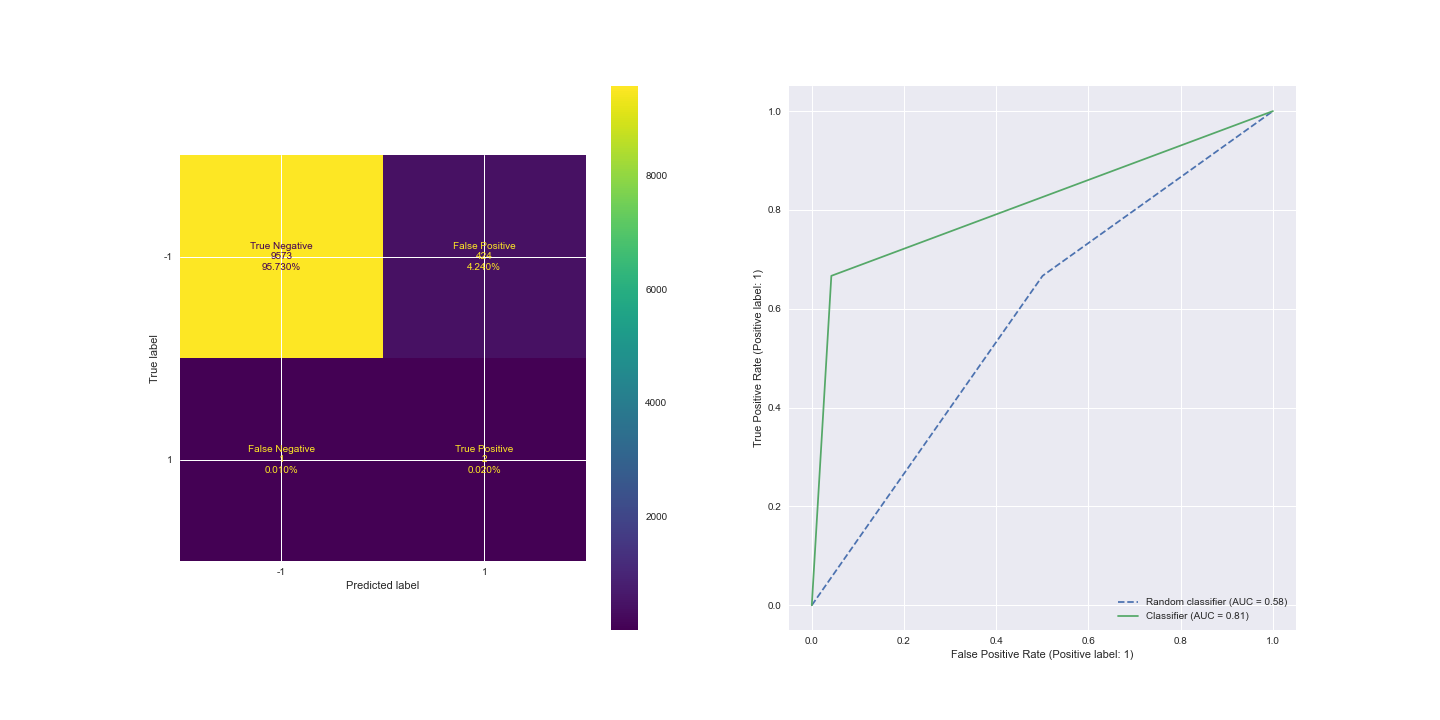 True Negative
9573
95.730%
False Positive
424
4.240%
False Negative
1
0.010%
True Positive
2
0.020%
True label
-1
1
-1
1
Predicted label
8000
6000
4000
2000
True Positive Rate (Positive label: 1)
1.0
0.8
0.6
0.4
0.2
0.0
Random classifier (AUC = 0.58)
Classifier (AUC = 0.81)
0.0
0.2
0.4
0.6
0.8
1.0
False Positive Rate (Positive label: 1)